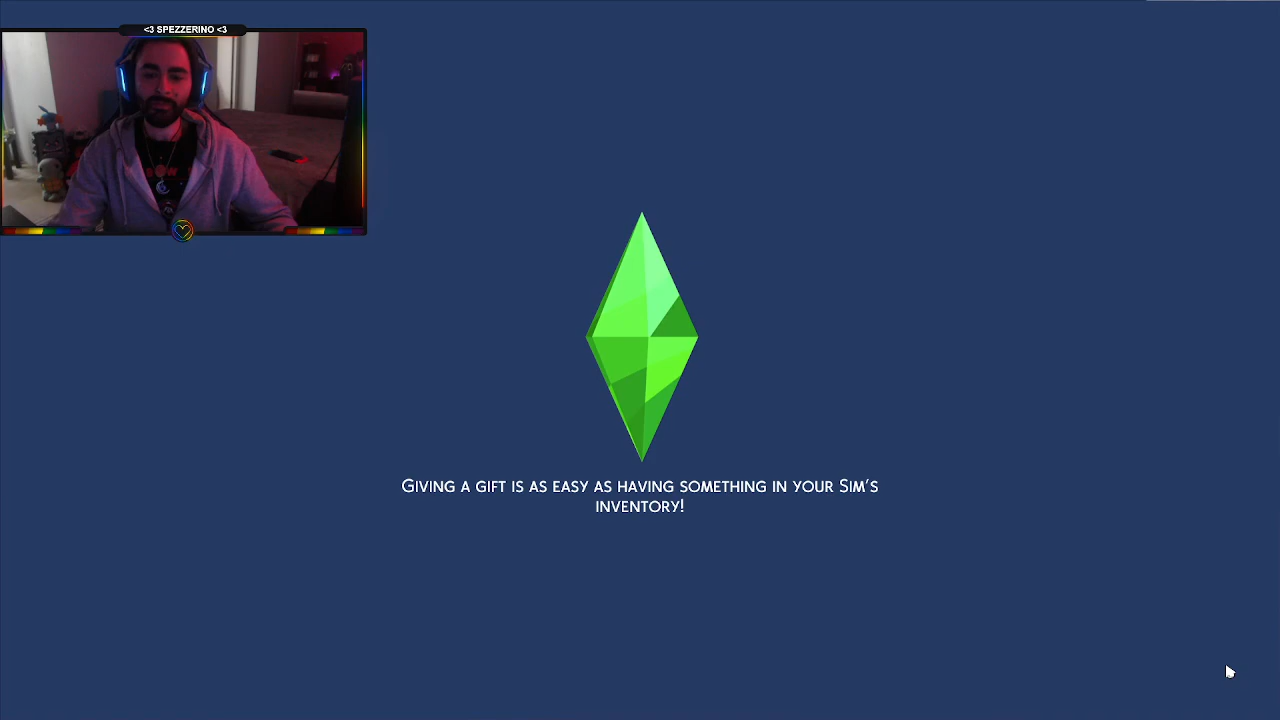 <3 SPEZZERINO <3
GIVING A GIFT IS AS EASY AS HAVING SOMETHING IN YOUR SIM'S
INVENTORY!